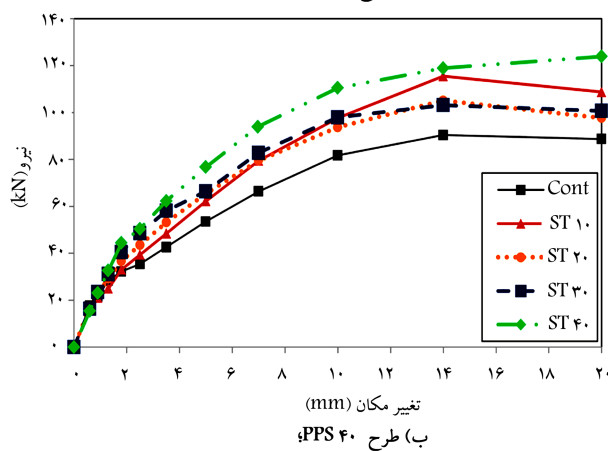 ۱۴۰
۱۲۰
۱۰۰
۸۰
۶۰
۴۰
۲۰
۰
نیرو (kN)
Cont
ST ۱۰
ST ۲۰
ST ۳۰
ST ۴۰
۰ ۲ ۴ ۶ ۸ ۱۰ ۱۲ ۱۴ ۱۶ ۱۸ ۲۰
تغییر مکان (mm)
ب) طرح PPS ۴۰؛